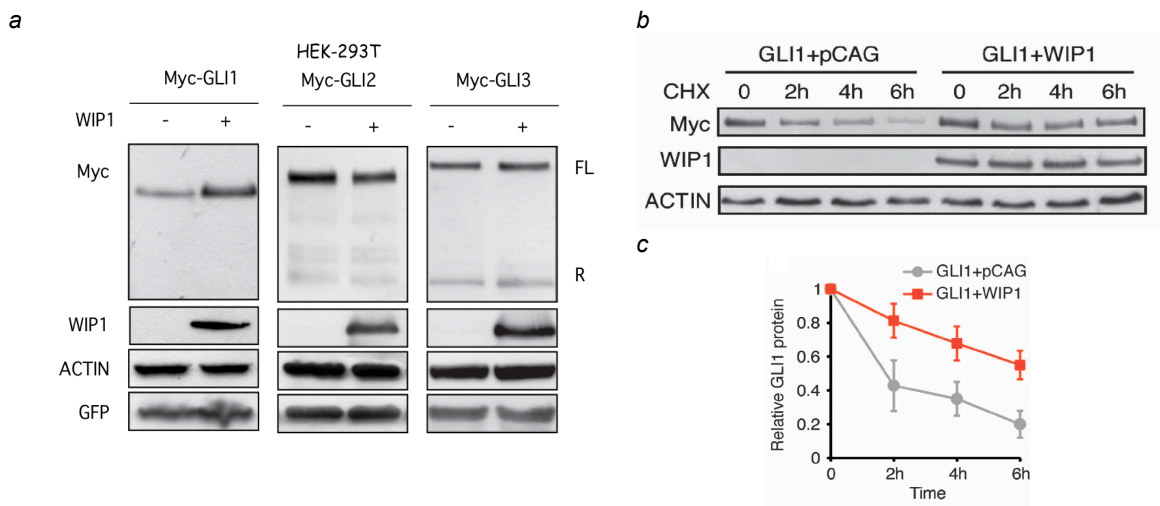 a
HEK-293T
Myc-GLI1 Myc-GLI2 Myc-GLI3
WIP1 - + - + - +
Myc FL
R
WIP1
ACTIN
GFP
b
GLI1+pCAG GLI1+WIP1
CHX 0 2h 4h 6h 0 2h 4h 6h
Myc
WIP1
ACTIN
c
GLI1+pCAG
GLI1+WIP1
Relative GLI1 protein
1
0.8
0.6
0.4
0.2
0
0 2h 4h 6h
Time